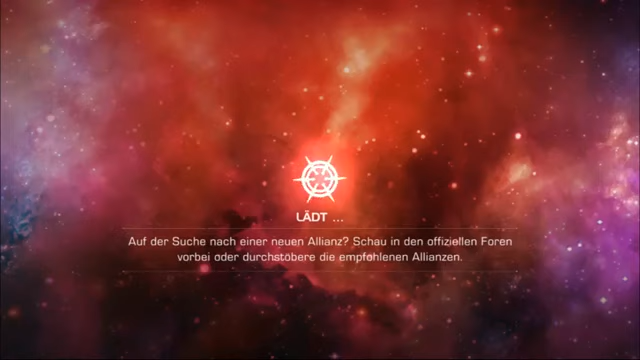 LÄDT ...
Auf der Suche nach einer neuen Allianz? Schau in den offiziellen Foren
vorbei oder durchstöbere die empfohlenen Allianzen.